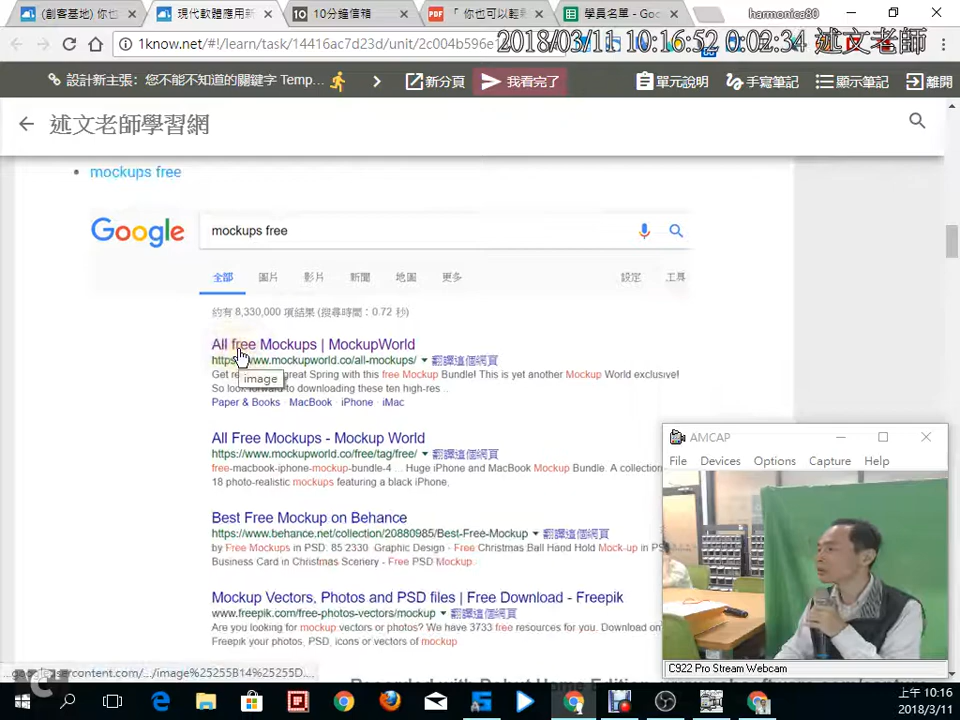 (創客基地) 你也
現代軟體應用新
10分鐘信箱
「 你也可以輕鬆
學員名單 - Goo
harmonica80
1know.net/#!/learn/task/14416ac7d23d/unit/2c004b596e
2018/03/11 10:16:52 0:02:34 述文老師
設計新主張：您不能不知道的關鍵字 Temp...
新分頁
我看完了
單元說明
手寫筆記
顯示筆記
離開
述文老師學習網
mockups free
Google
mockups free
全部 圖片 影片 新聞 地圖 更多 設定 工具
約有 8,330,000 項結果 (搜尋時間：0.72 秒)
All free Mockups | MockupWorld
https://www.mockupworld.co/all-mockups/ 翻譯這個網頁
Get great Spring with this free Mockup Bundle! This is yet another Mockup World exclusive!
So look forward to downloading these ten high-res ..
image
Paper & Books · MacBook · iPhone · iMac
All Free Mockups - Mockup World
https://www.mockupworld.co/free/tag/free/ 翻譯這個網頁
free-macbook-iphone-mockup-bundle-4 ... Huge iPhone and MacBook Mockup Bundle. A collection
18 photo-realistic mockups featuring a black iPhone,
Best Free Mockup on Behance
https://www.behance.net/collection/20880985/Best-Free-Mockup 翻譯這個網頁
by Free Mockups in PSD. 85 2330. Graphic Design · Free Christmas Ball Hand Hold Mock-up in
Business Card in Christmas Scenery - Free PSD Mockup.
Mockup Vectors, Photos and PSD files | Free Download - Freepik
www.freepik.com/free-photos-vectors/mockup 翻譯這個網頁
Are you looking for mockup vectors or photos? We have 3733 free resources for you. Download on
Freepik your photos, PSD, icons or vectors of mockup
AMCAP
File Devices Options Capture Help
C922 Pro Stream Webcam
上午 10:16
2018/3/11